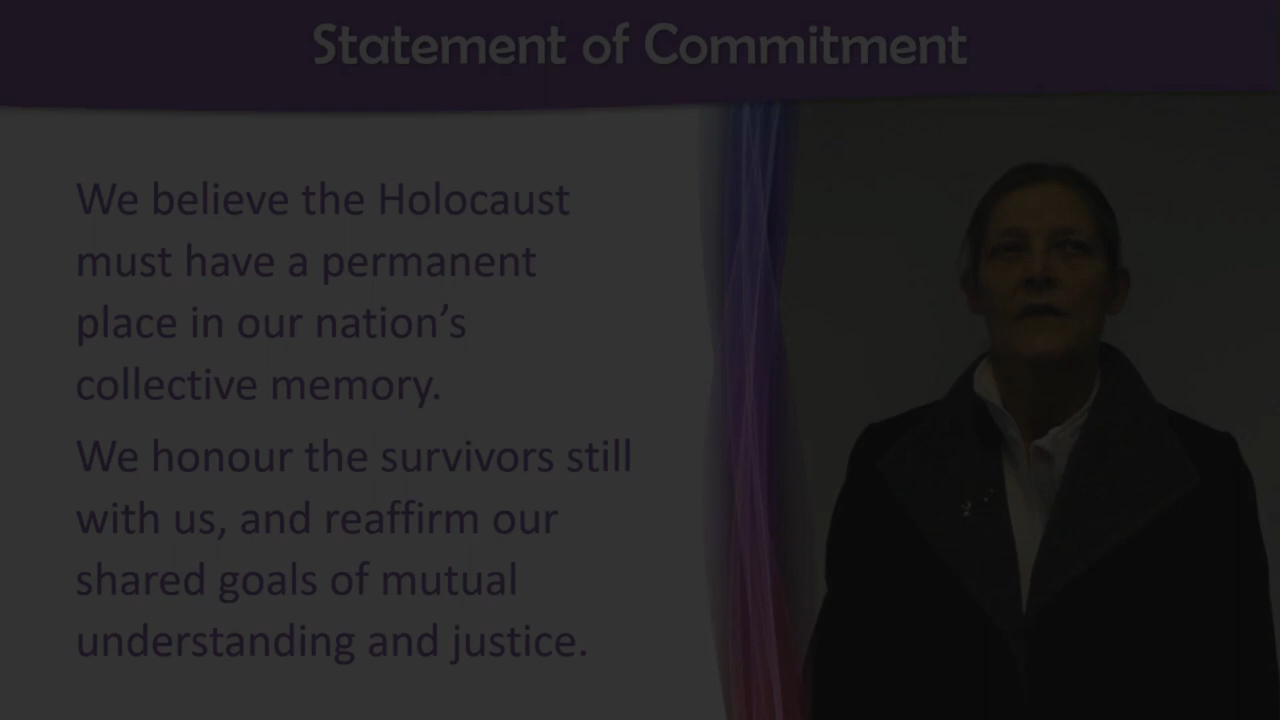 Statement of Commitment
We believe the Holocaust
must have a permanent
place in our nation’s
collective memory.
We honour the survivors still
with us, and reaffirm our
shared goals of mutual
understanding and justice.